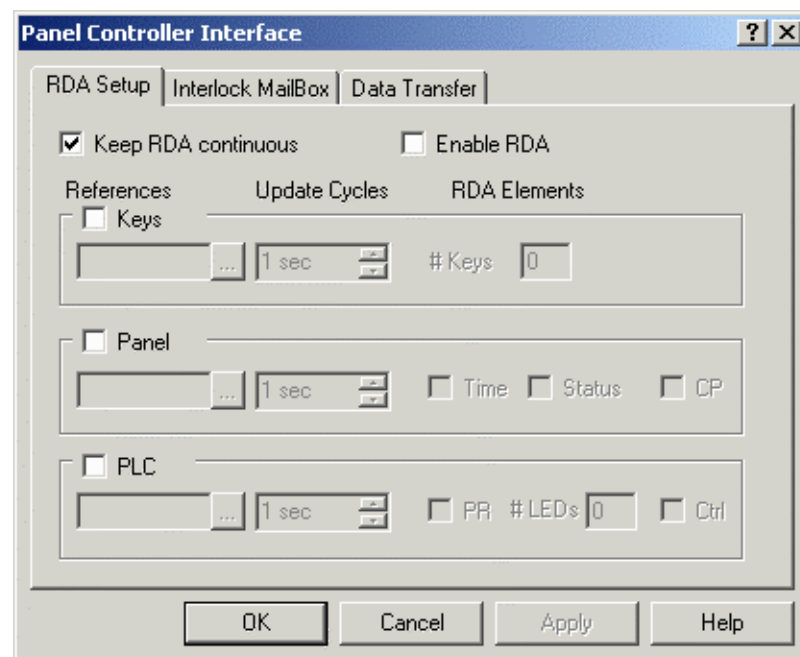 Panel Controller Interface ? X
RDA Setup Interlock MailBox Data Transfer
Keep RDA continuous Enable RDA
References Update Cycles RDA Elements
Keys
... 1 sec # Keys 0
Panel
... 1 sec Time Status CP
PLC
... 1 sec PR # LEDs 0 Ctrl
OK Cancel Apply Help